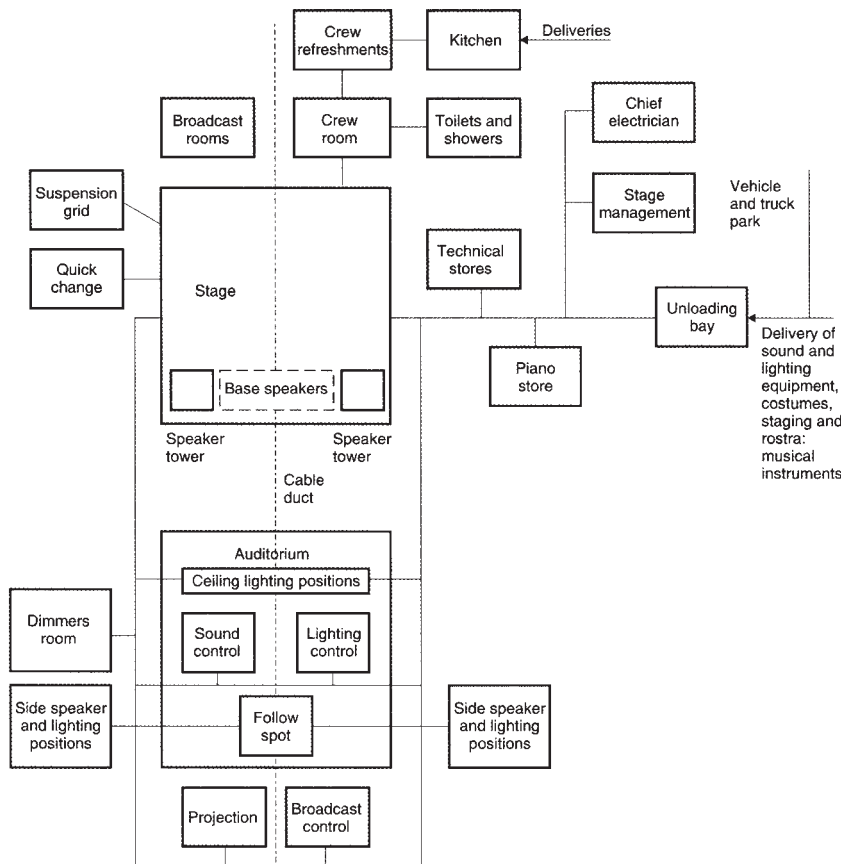 Crew
refreshments
Kitchen
Deliveries
Broadcast
rooms
Crew
room
Toilets and
showers
Chief
electrician
Suspension
grid
Stage
management
Vehicle
and truck
park
Quick
change
Stage
Technical
stores
Unloading
bay
Piano
store
Delivery of
sound and
lighting
equipment,
costumes,
staging and
rostra:
musical
instruments
Base speakers
Speaker
tower
Speaker
tower
Cable
duct
Auditorium
Ceiling lighting positions
Dimmers
room
Sound
control
Lighting
control
Side speaker
and lighting
positions
Follow
spot
Side speaker
and lighting
positions
Projection
Broadcast
control